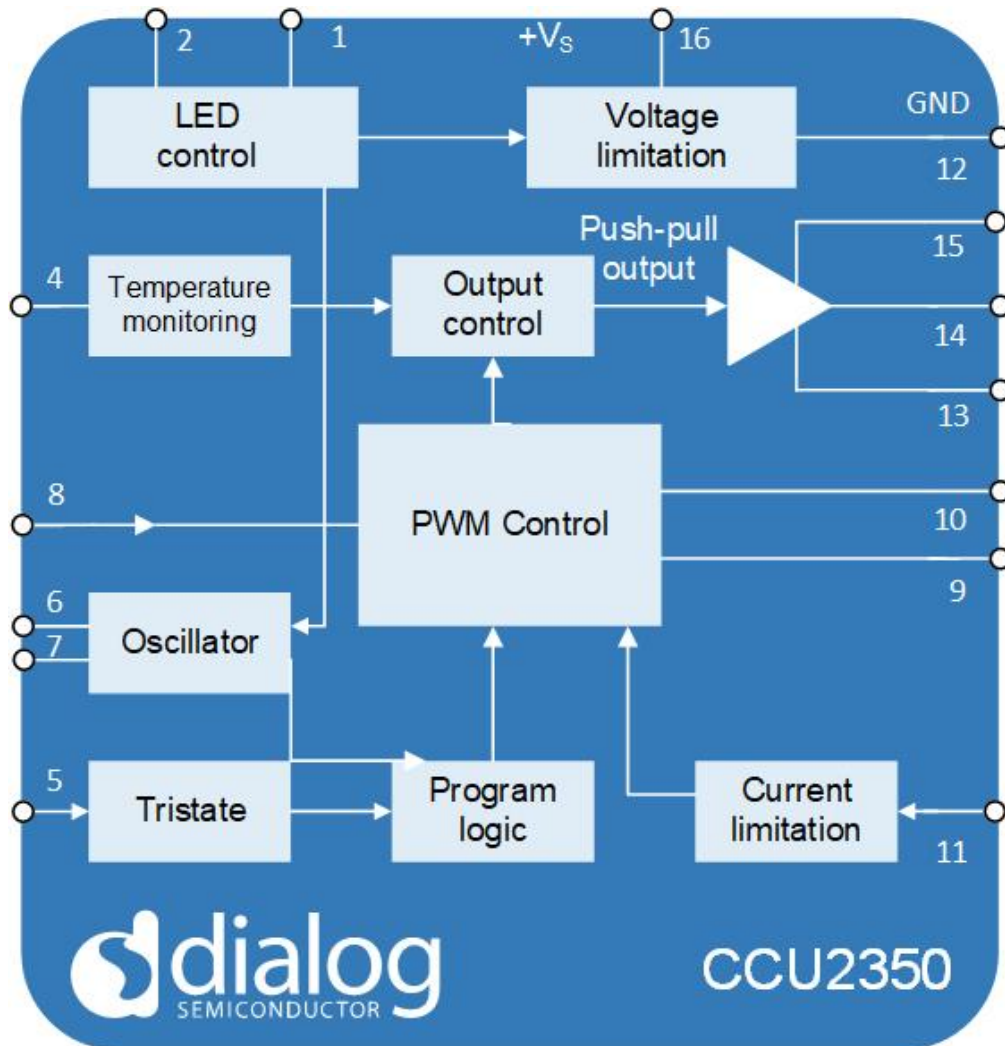 2
1
+VS
16
LED
control
Voltage
limitation
GND
12
4
Temperature
monitoring
Output
control
Push-pull
output
15
14
13
8
PWM Control
10
9
6
7
Oscillator
5
Tristate
Program
logic
Current
limitation
11
dialog
SEMICONDUCTOR
CCU2350